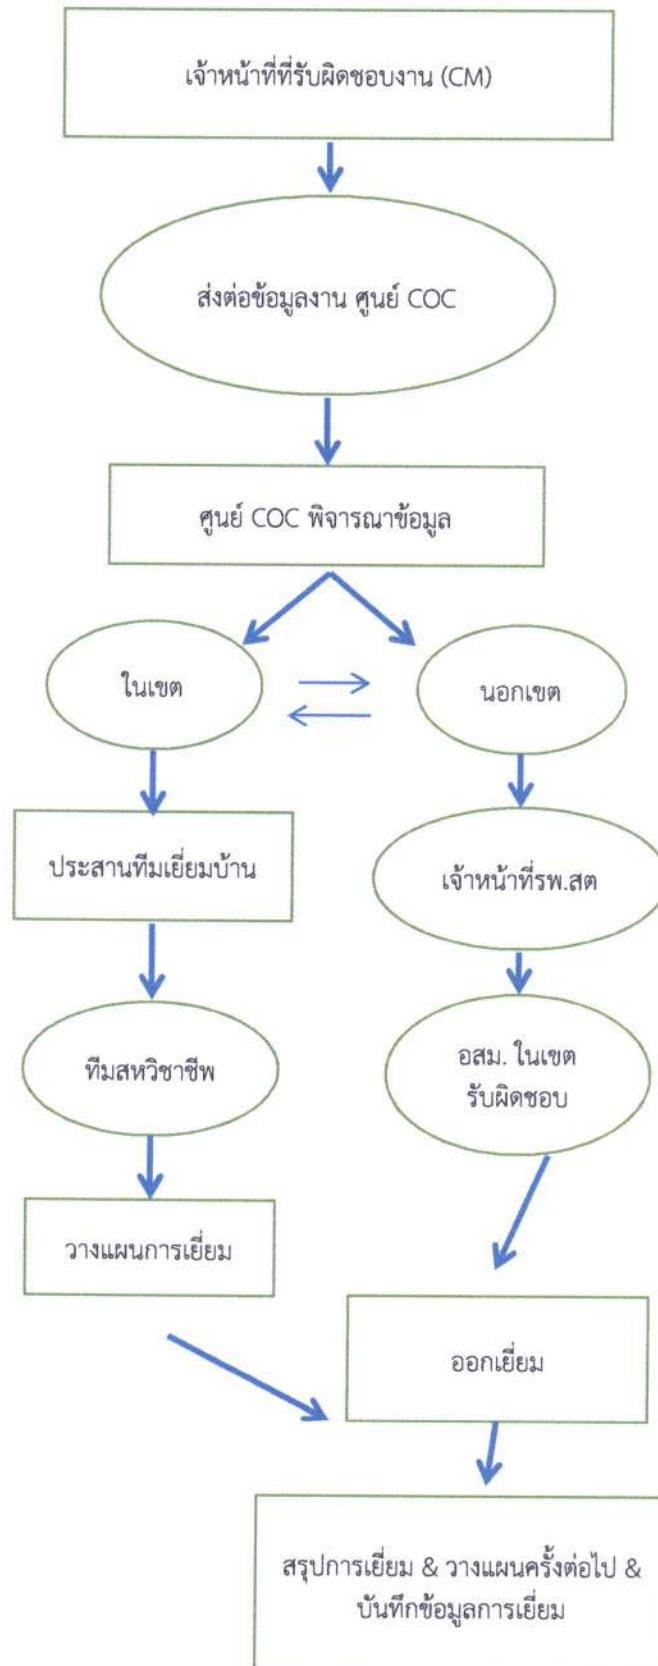 เจ้าหน้าที่ที่รับผิดชอบงาน (CM)
ส่งต่อข้อมูลงาน ศูนย์ COC
ศูนย์ COC พิจารณาข้อมูล
ในเขต
นอกเขต
ประสานทีมเยี่ยมบ้าน
เจ้าหน้าที่รพ.สต
ทีมสหวิชาชีพ
อสม. ในเขต
รับผิดชอบ
วางแผนการเยี่ยม
ออกเยี่ยม
สรุปการเยี่ยม & วางแผนครั้งต่อไป &
บันทึกข้อมูลการเยี่ยม